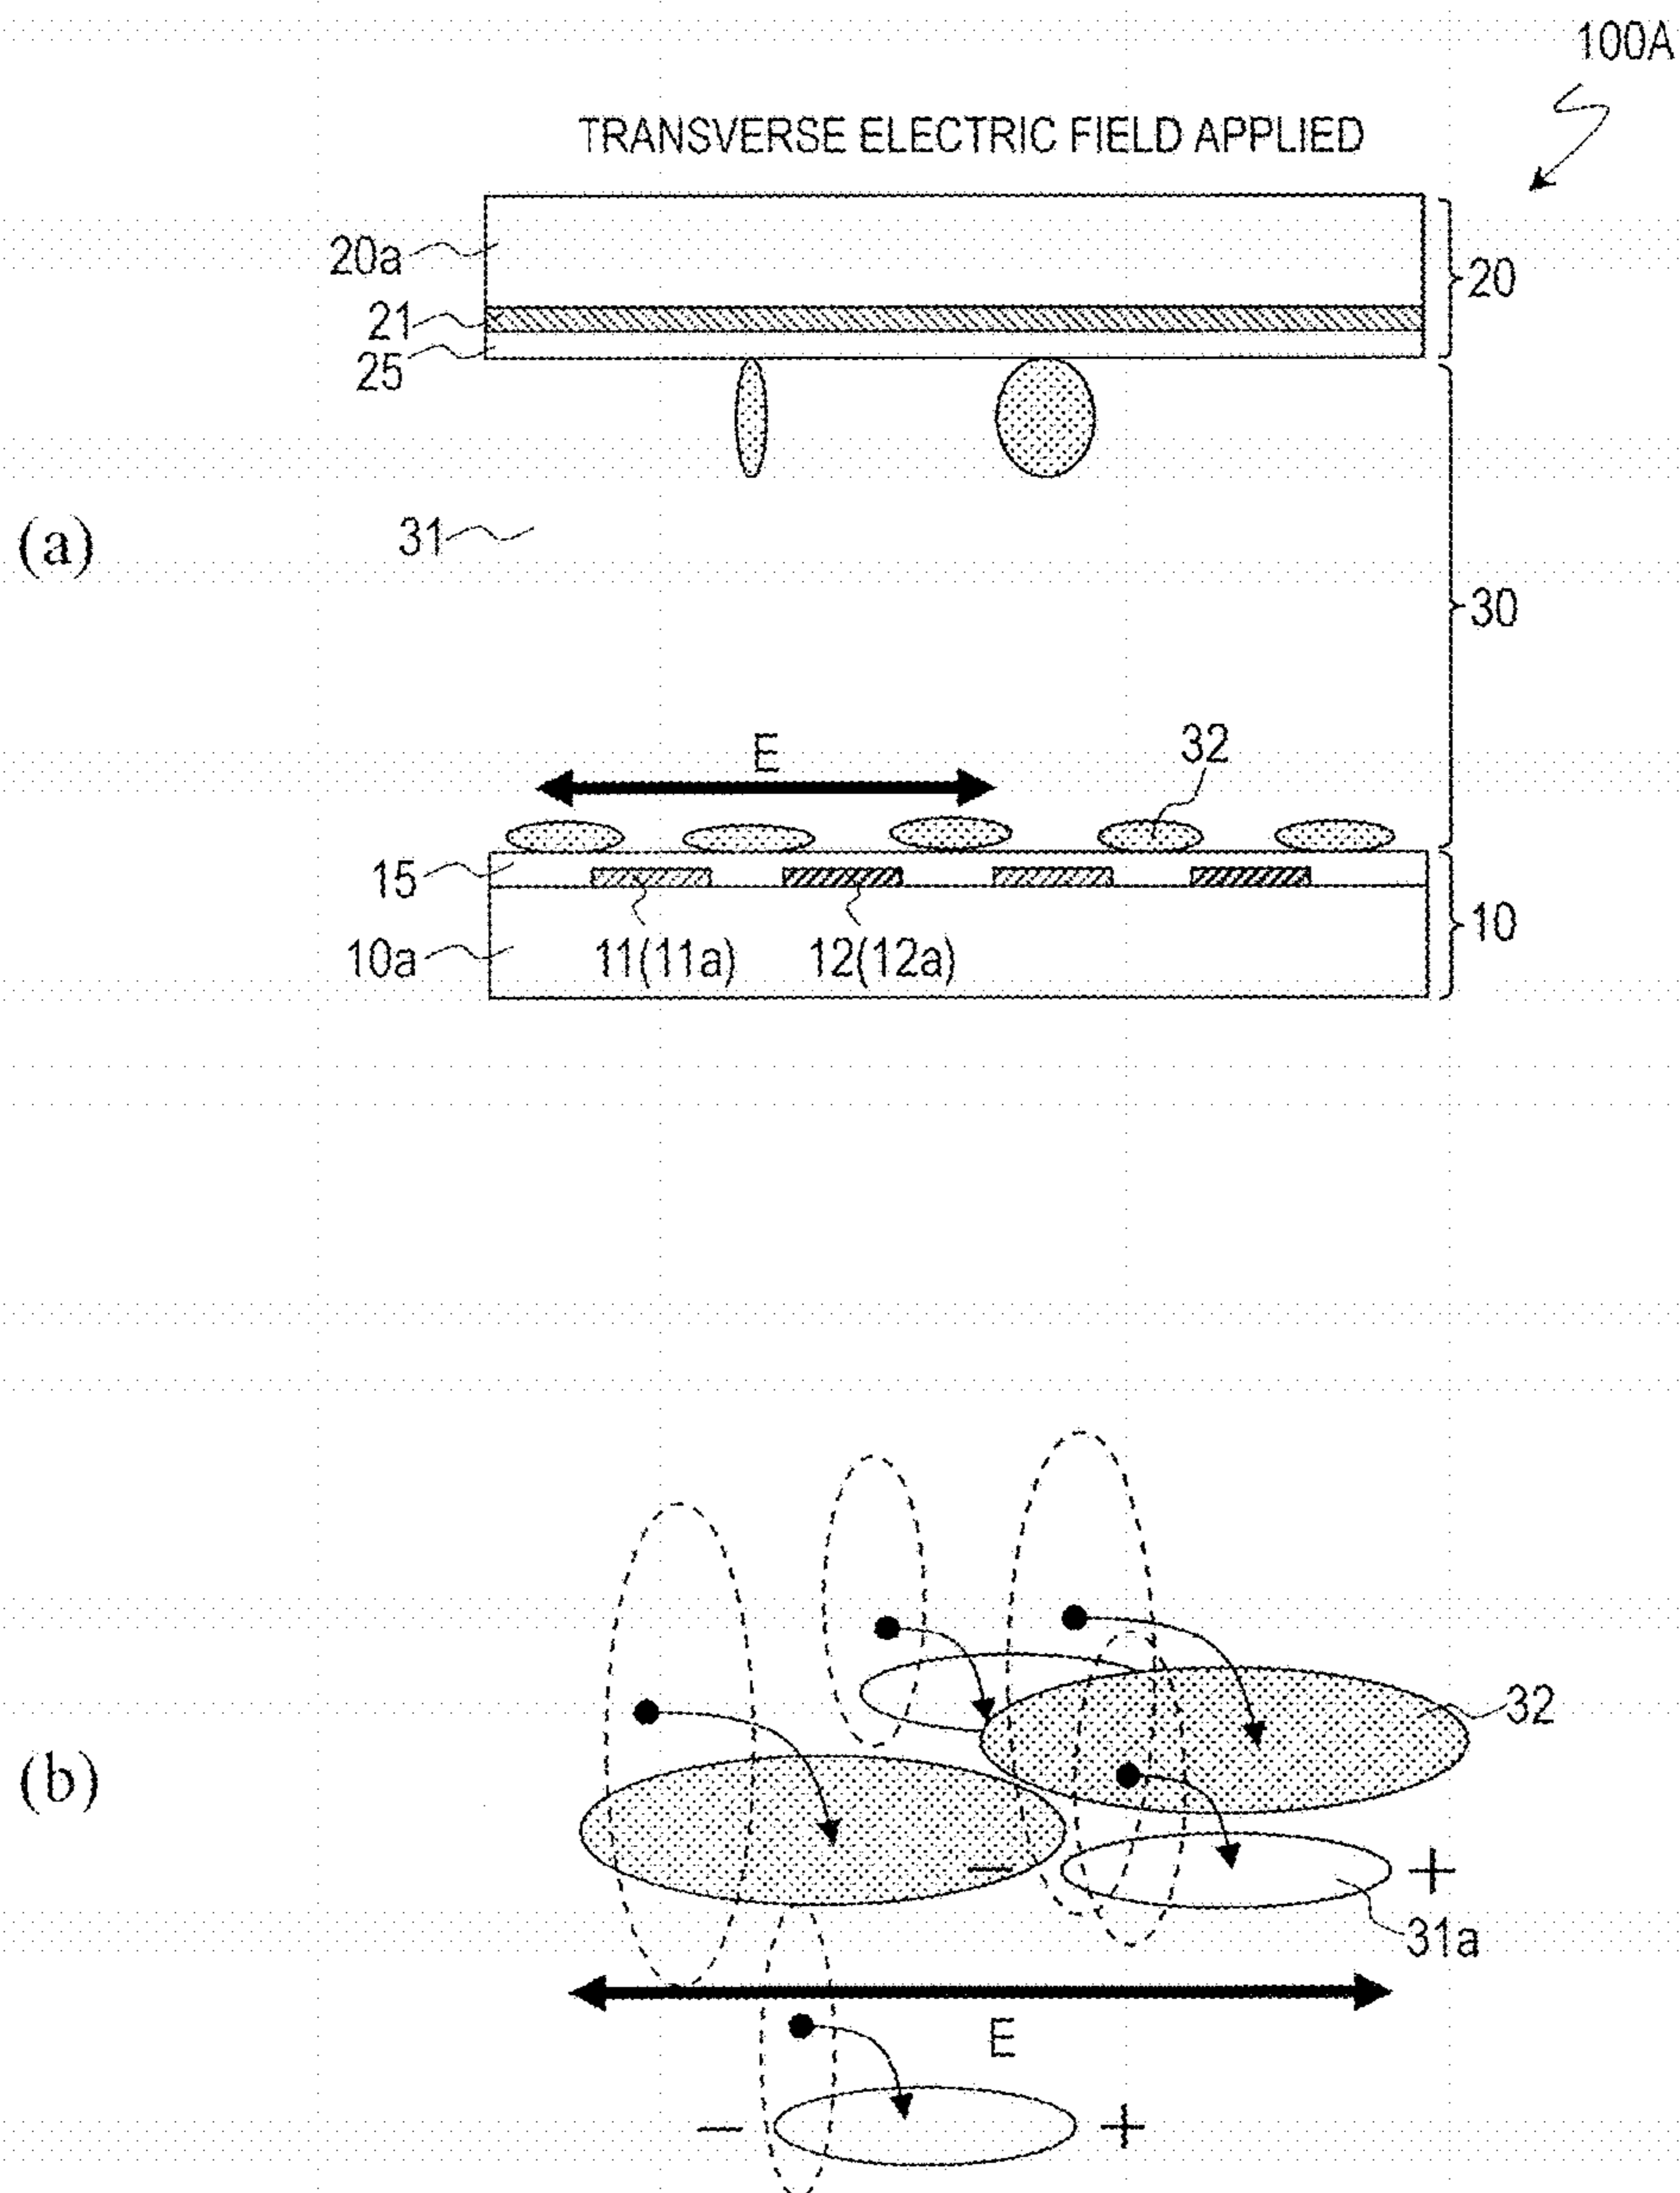 100A
TRANSVERSE ELECTRIC FIELD APPLIED
20a
20
21
25
(a)
31
30
E
32
15
10a
11(11a)
12(12a)
10
(b)
32
−
+
31a
E
−
+